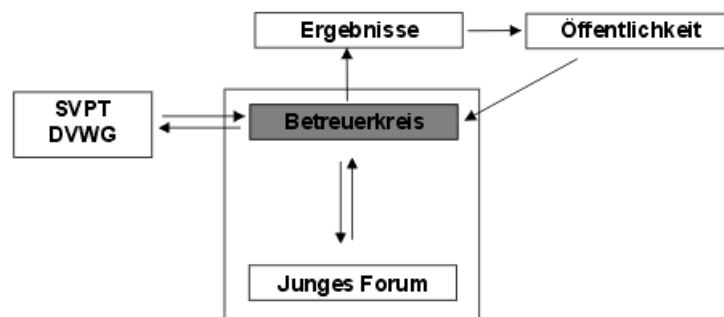 Ergebnisse
Öffentlichkeit
SVPT
DVWG
Betreuerkreis
Junges Forum